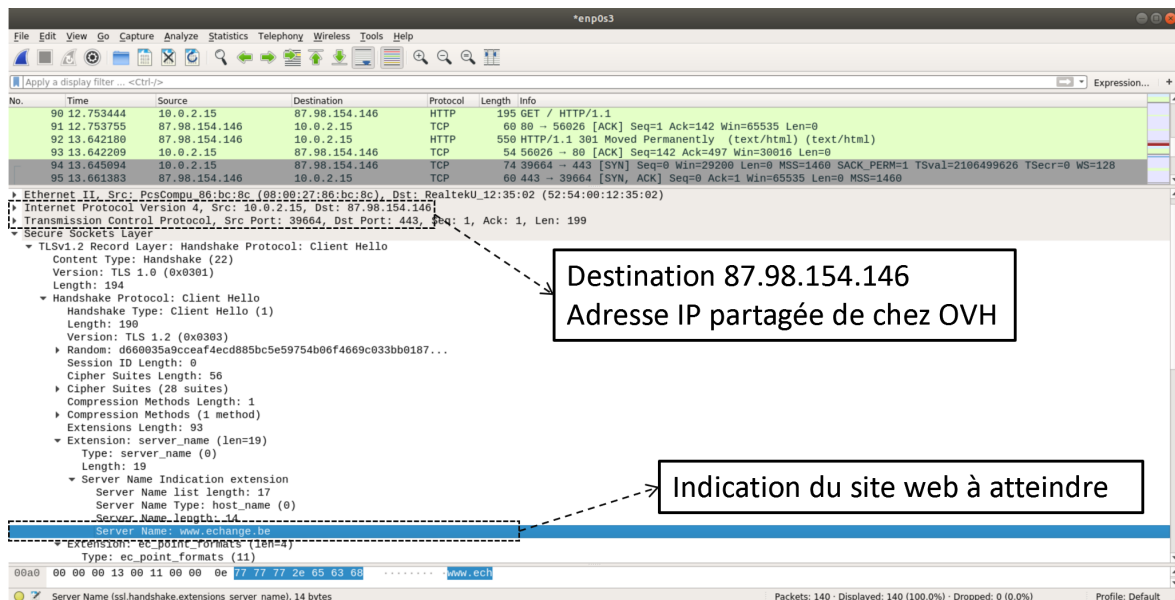 *enp0s3
File Edit View Go Capture Analyze Statistics Telephony Wireless Tools Help
Apply a display filter ... <Ctrl-/> Expression... +
No. Time Source Destination Protocol Length Info
90 12.753444 10.0.2.15 87.98.154.146 HTTP 195 GET / HTTP/1.1
91 12.753755 87.98.154.146 10.0.2.15 TCP 60 80 → 56026 [ACK] Seq=1 Ack=142 Win=65535 Len=0
92 13.642180 87.98.154.146 10.0.2.15 HTTP 550 HTTP/1.1 301 Moved Permanently (text/html) (text/html)
93 13.642209 10.0.2.15 87.98.154.146 TCP 54 56026 → 80 [ACK] Seq=142 Ack=497 Win=30016 Len=0
94 13.645094 10.0.2.15 87.98.154.146 TCP 74 39664 → 443 [SYN] Seq=0 Win=29200 Len=0 MSS=1460 SACK_PERM=1 TSval=2106499626 TSecr=0 WS=128
95 13.661383 87.98.154.146 10.0.2.15 TCP 60 443 → 39664 [SYN, ACK] Seq=0 Ack=1 Win=65535 Len=0 MSS=1460
Ethernet II, Src: PcsCompu_86:bc:8c (08:00:27:86:bc:8c), Dst: RealtekU_12:35:02 (52:54:00:12:35:02)
Internet Protocol Version 4, Src: 10.0.2.15, Dst: 87.98.154.146
Transmission Control Protocol, Src Port: 39664, Dst Port: 443, Seq: 1, Ack: 1, Len: 199
Secure Sockets Layer
TLSv1.2 Record Layer: Handshake Protocol: Client Hello
Content Type: Handshake (22)
Version: TLS 1.0 (0x0301)
Length: 194
Handshake Protocol: Client Hello
Handshake Type: Client Hello (1)
Length: 190
Version: TLS 1.2 (0x0303)
Random: d660035a9cceaf4ecd885bc5e59754b06f4669c033bb0187...
Session ID Length: 0
Cipher Suites Length: 56
Cipher Suites (28 suites)
Compression Methods Length: 1
Compression Methods (1 method)
Extensions Length: 93
Extension: server_name (len=19)
Type: server_name (0)
Length: 19
Server Name Indication extension
Server Name list length: 17
Server Name Type: host_name (0)
Server Name length: 14
Server Name: www.echange.be
Extension: ec_point_formats (len=4)
Type: ec_point_formats (11)
Destination 87.98.154.146
Adresse IP partagée de chez OVH
Indication du site web à atteindre
00a0 00 00 00 13 00 11 00 00 0e 77 77 77 2e 65 63 68 ········ ·www.ech
Server Name (ssl.handshake.extensions_server_name), 14 bytes Packets: 140 · Displayed: 140 (100.0%) · Dropped: 0 (0.0%) Profile: Default